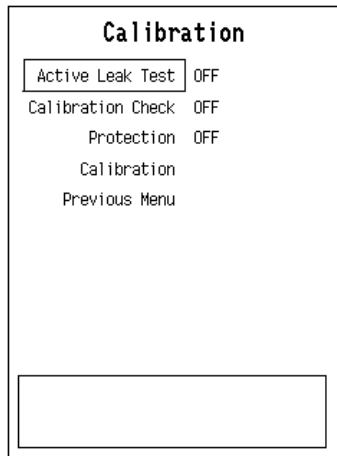 Calibration
Active Leak Test OFF
Calibration Check OFF
Protection OFF
Calibration
Previous Menu